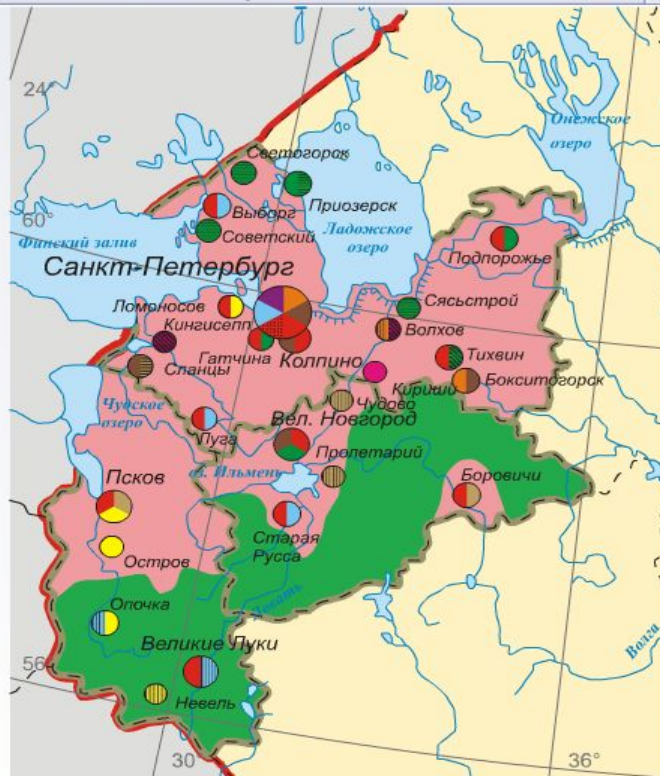 24°
Онежское
озеро
Светогорск
Приозерск
Выборг
60°
Советский
Ладожское
озеро
Финский залив
Подпорожье
Санкт-Петербург
Ломоносов
Сясьстрой
Кингисепп
Волхов
Гатчина
Колпино
Тихвин
Сланцы
Кириши
Бокситогорск
Чудское
озеро
Чудово
Луга
Вел. Новгород
Пролетарий
оз. Ильмень
Псков
Боровичи
Старая
Русса
Остров
Опочка
Ловать
Великие Луки
Волга
56°
Невель
30
36°